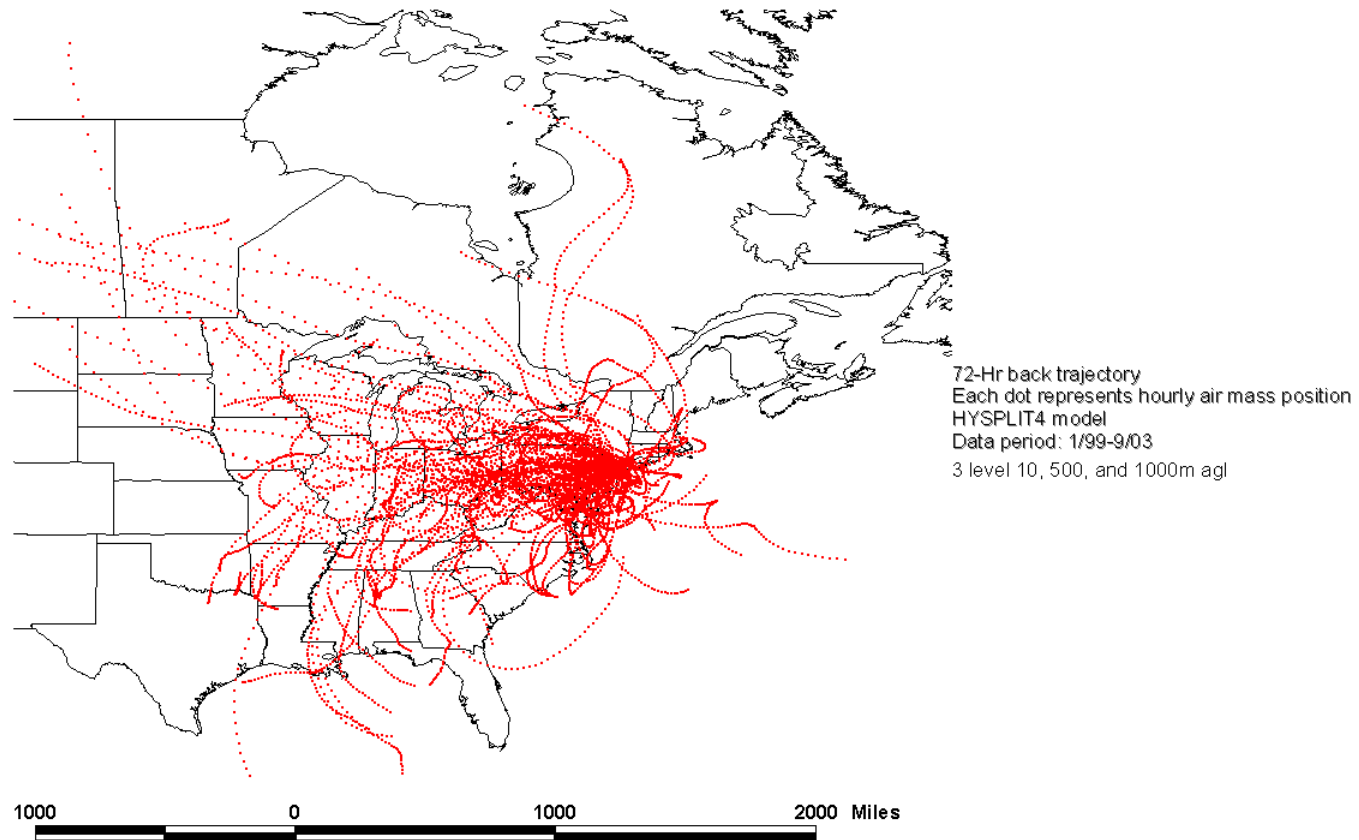 72-Hr back trajectory
Each dot represents hourly air mass position
HYSPLIT4 model
Data period: 1/99-9/03
3 level 10, 500, and 1000m agl
1000 0 1000 2000 Miles